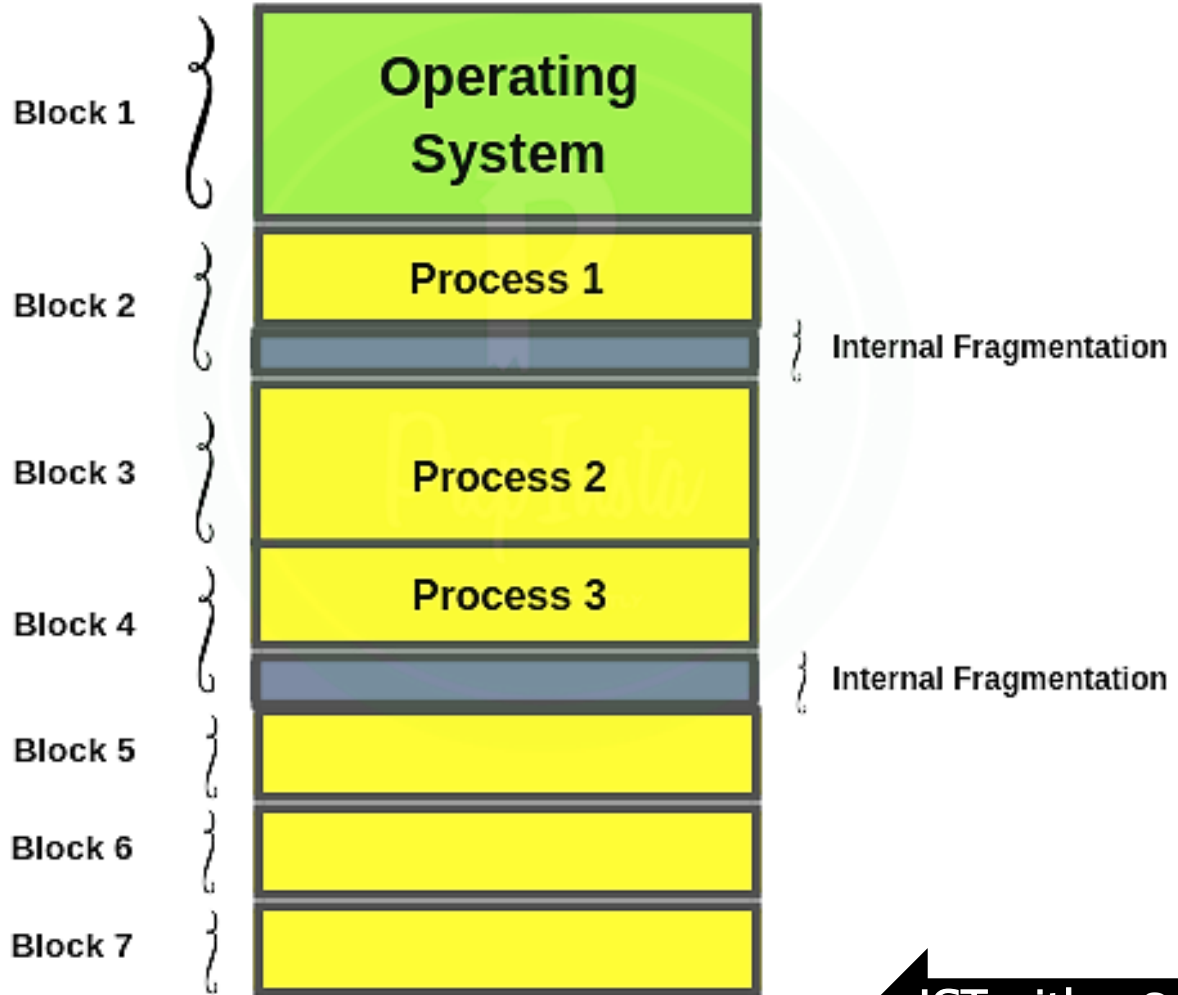 Operating
System
Block 1
Process 1
Block 2
Internal Fragmentation
Process 2
Block 3
PrepInsta
Process 3
Block 4
Internal Fragmentation
Block 5
Block 6
Block 7